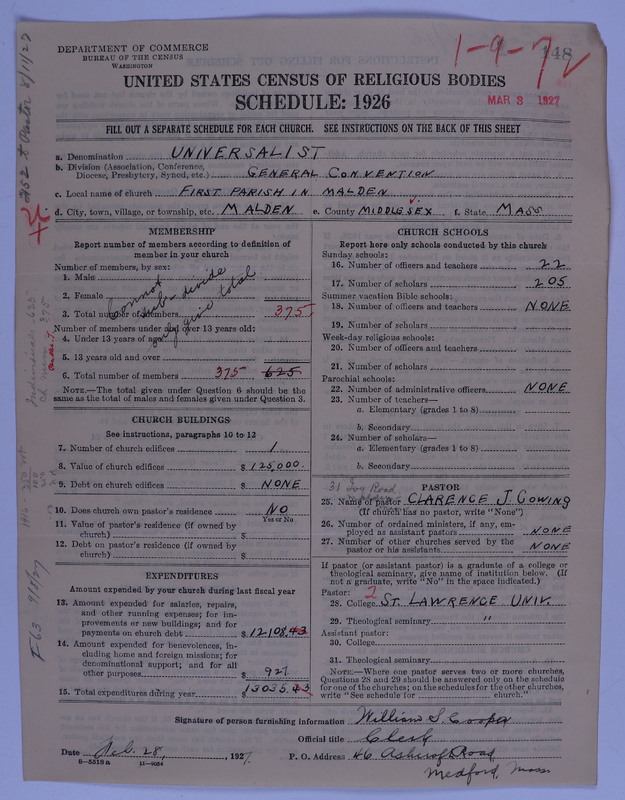 DEPARTMENT OF COMMERCE
BUREAU OF THE CENSUS
WASHINGTON
1-9-72
148
UNITED STATES CENSUS OF RELIGIOUS BODIES
SCHEDULE: 1926
MAR 3 1927
FILL OUT A SEPARATE SCHEDULE FOR EACH CHURCH. SEE INSTRUCTIONS ON THE BACK OF THIS SHEET
a. Denomination UNIVERSALIST
b. Division (Association, Conference, Diocese, Presbytery, Synod, etc.) GENERAL CONVENTION
c. Local name of church FIRST PARISH IN MALDEN
d. City, town, village, or township, etc. MALDEN e. County MIDDLESEX f. State MASS
MEMBERSHIP
Report number of members according to definition of
member in your church
Number of members, by sex:
1. Male
2. Female
3. Total number of members 375
Cannot
sub-divide
only give total
Number of members under and over 13 years old:
4. Under 13 years of age
5. 13 years old and over
6. Total number of members 375 625
NOTE.—The total given under Question 6 should be the
same as the total of males and females given under Question 3.
CHURCH BUILDINGS
See instructions, paragraphs 10 to 12
7. Number of church edifices 1
8. Value of church edifices $125,000.
9. Debt on church edifices $ NONE
10. Does church own pastor's residence NO
Yes or No
11. Value of pastor's residence (if owned by
church) $
12. Debt on pastor's residence (if owned by
church) $
EXPENDITURES
Amount expended by your church during last fiscal year
13. Amount expended for salaries, repairs,
and other running expenses; for im-
provements or new buildings; and for
payments on church debt $12,108.43
14. Amount expended for benevolences, in-
cluding home and foreign missions; for
denominational support; and for all
other purposes $ 927
15. Total expenditures during year $13035.43
CHURCH SCHOOLS
Report here only schools conducted by this church
Sunday schools:
16. Number of officers and teachers 22
17. Number of scholars 205
Summer vacation Bible schools:
18. Number of officers and teachers NONE
19. Number of scholars
Week-day religious schools:
20. Number of officers and teachers
21. Number of scholars
Parochial schools:
22. Number of administrative officers NONE
23. Number of teachers—
a. Elementary (grades 1 to 8)
b. Secondary
24. Number of scholars—
a. Elementary (grades 1 to 8)
b. Secondary
PASTOR
31 Road
25. Name of pastor CLARENCE J. COWING
(If church has no pastor, write "None")
26. Number of ordained ministers, if any, em-
ployed as assistant pastors NONE
27. Number of other churches served by the
pastor or his assistants NONE
If pastor (or assistant pastor) is a graduate of a college or
theological seminary, give name of institution below. (If
not a graduate, write "No" in the space indicated.)
Pastor: 2
28. College ST. LAWRENCE UNIV.
29. Theological seminary "
Assistant pastor:
30. College
31. Theological seminary
NOTE.—Where one pastor serves two or more churches,
Questions 28 and 29 should be answered only on the schedule
for one of the churches; on the schedules for the other churches,
write "See schedule for church."
Signature of person furnishing information William S. Cooper
Official title Clerk
Date Feb. 28, 1927. P. O. Address 46 Ashcroft Road
6-5518a 11-9054
Medford, Mass